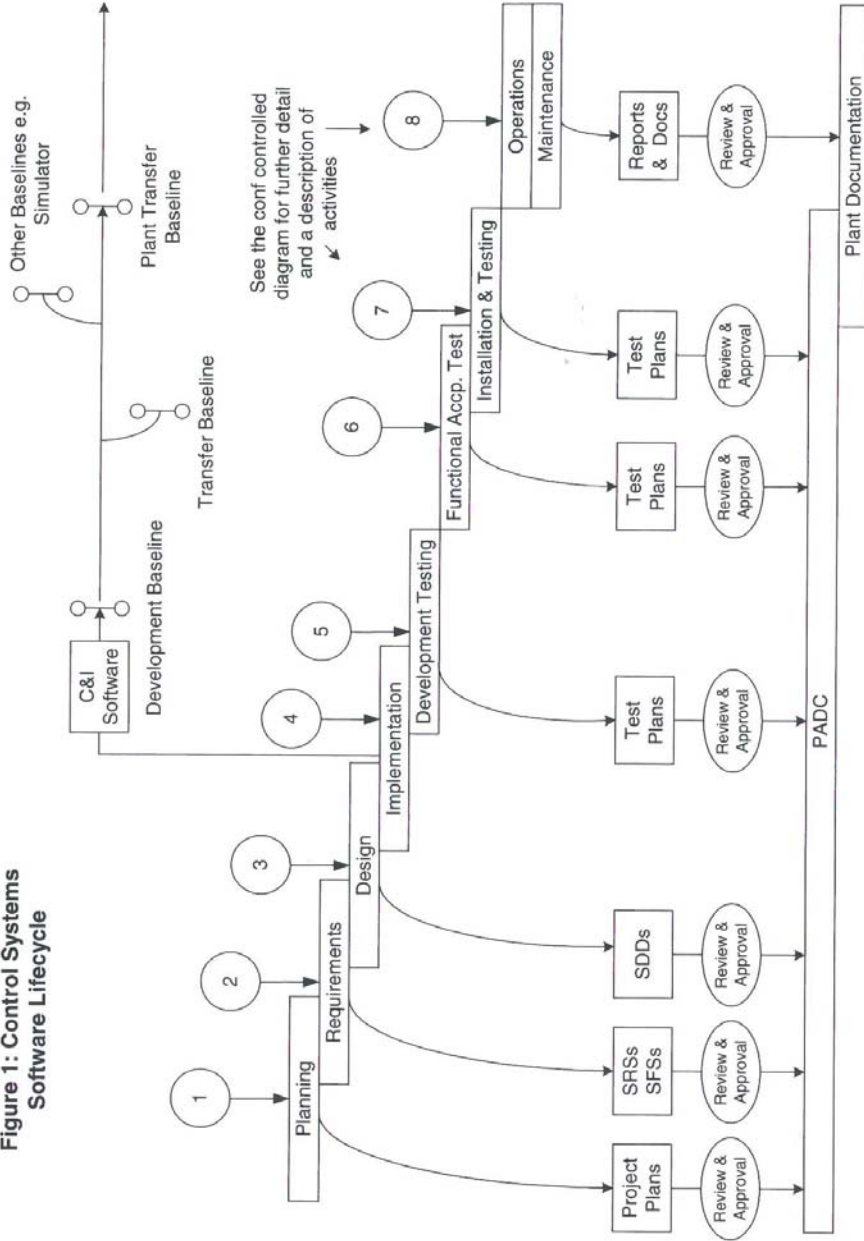 Figure 1: Control Systems
Software Lifecycle
C&I
Software
Development Baseline
Transfer Baseline
Other Baselines e.g.
Simulator
Plant Transfer
Baseline
See the conf controlled
diagram for further detail
and a description of
activities
1
2
3
4
5
6
7
8
Planning
Requirements
Design
Implementation
Development Testing
Functional Accp. Test
Installation & Testing
Operations
Maintenance
Project
Plans
SRSs
SFSs
SDDs
Test
Plans
Test
Plans
Test
Plans
Reports
& Docs
Review &
Approval
Review &
Approval
Review &
Approval
Review &
Approval
Review &
Approval
Review &
Approval
Review &
Approval
PADC
Plant Documentation